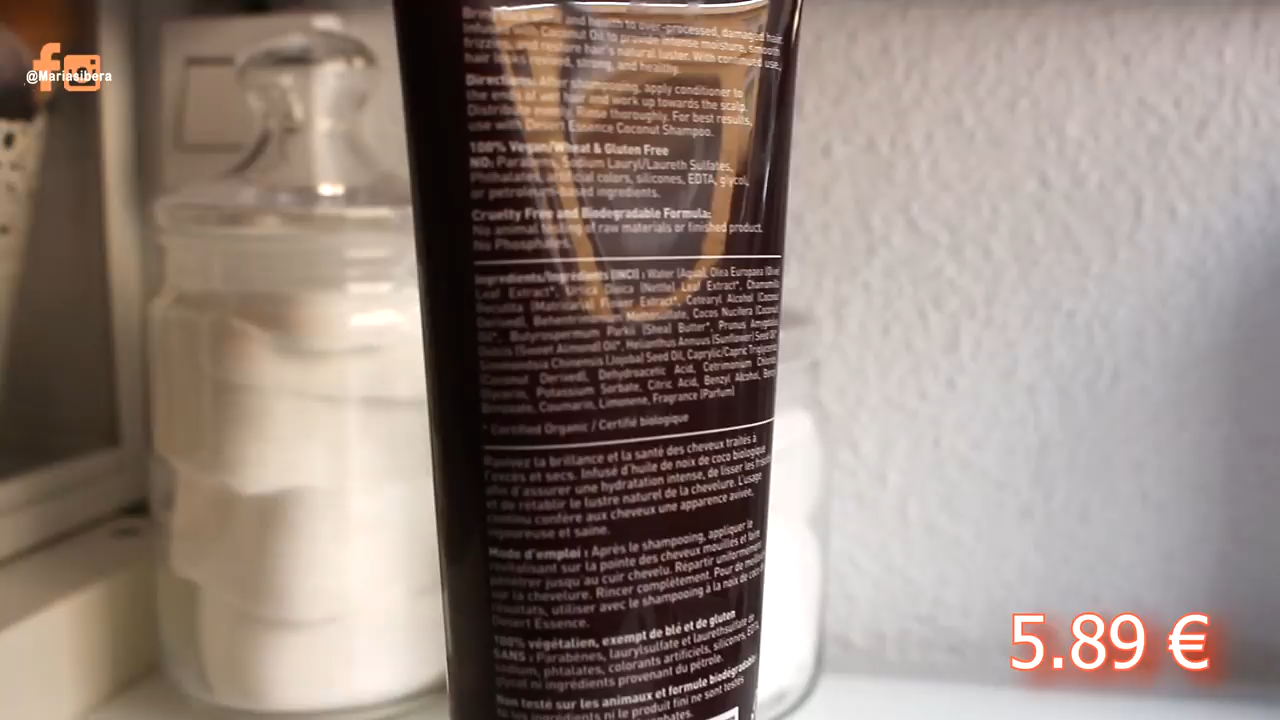 @Mariasibera
and health to over-processed, damaged hair.
Coconut Oil to provide intense moisture, smooth
and restore hair's natural luster. With continued use,
hair looks revived, strong, and healthy.
Directions: After shampooing, apply conditioner to
the ends of wet hair and work up towards the scalp.
Distribute evenly. Rinse thoroughly. For best results,
use with Desert Essence Coconut Shampoo.
100% Vegan/Wheat & Gluten Free
NO: Parabens, Sodium Lauryl/Laureth Sulfates,
Phthalates, artificial colors, silicones, EDTA, glycol,
or petroleum-based ingredients.
Cruelty Free and Biodegradable Formula:
No animal testing of raw materials or finished product.
No Phosphates.
Ingredients/Ingrédients (INCI) : Water (Aqua), Olea Europaea (Olive)
Leaf Extract*, Urtica Dioica (Nettle) Leaf Extract*, Chamomilla
(Matricaria) Flower Extract*, Cetearyl Alcohol (Coconut
Methosulfate, Cocos Nucifera (Coconut)
Oil*, Butyrospermum Parkii (Shea) Butter*, Prunus Amygdalus
Dulcis (Sweet Almond) Oil*, Helianthus Annuus (Sunflower) Seed Oil*
Chinensis (Jojoba) Seed Oil, Caprylic/Capric Triglyceride
(Coconut Derived), Dehydroacetic Acid, Cetrimonium
Glycerin, Potassium Sorbate, Citric Acid, Benzyl Alcohol,
Coumarin, Limonene, Fragrance (Parfum)
* Certified Organic / Certifié biologique
Ravivez la brillance et la santé des cheveux traités à
l'excès et secs. Infusé d'huile de noix de coco biologique
afin d'assurer une hydratation intense, de lisser les frisottis
et de rétablir le lustre naturel de la chevelure. L'usage
continu confère aux cheveux une apparence avivée,
vigoureuse et saine.
Mode d'emploi : Après le shampooing, appliquer le
revitalisant sur la pointe des cheveux mouillés et faire
pénétrer jusqu'au cuir chevelu. Répartir uniformément
sur la chevelure. Rincer complètement. Pour de meilleurs
résultats, utiliser avec le shampooing à la noix de coco de
Desert Essence.
100% végétalien, exempt de blé et de gluten
SANS : Parabènes, laurylsulfate et laurethsulfate de
sodium, phtalates, colorants artificiels, silicones, EDTA,
glycol ni ingrédients provenant du pétrole.
Non testé sur les animaux et formule biodégradable
ni les ingrédients ni le produit fini ne sont testés
5.89 €